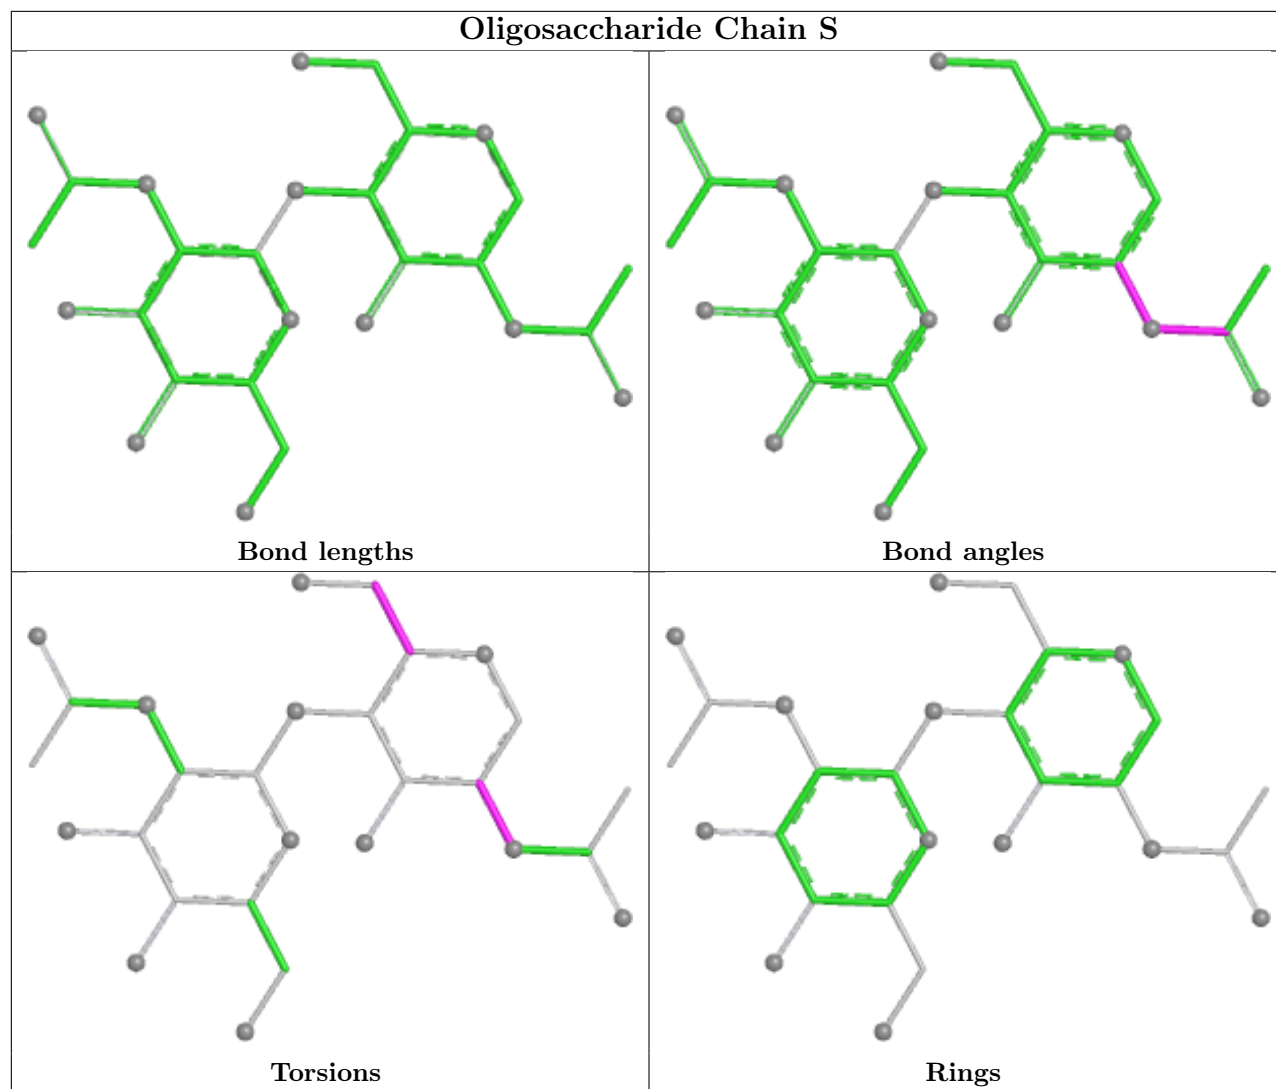 Oligosaccharide Chain S
Bond lengths
Bond angles
Torsions
Rings